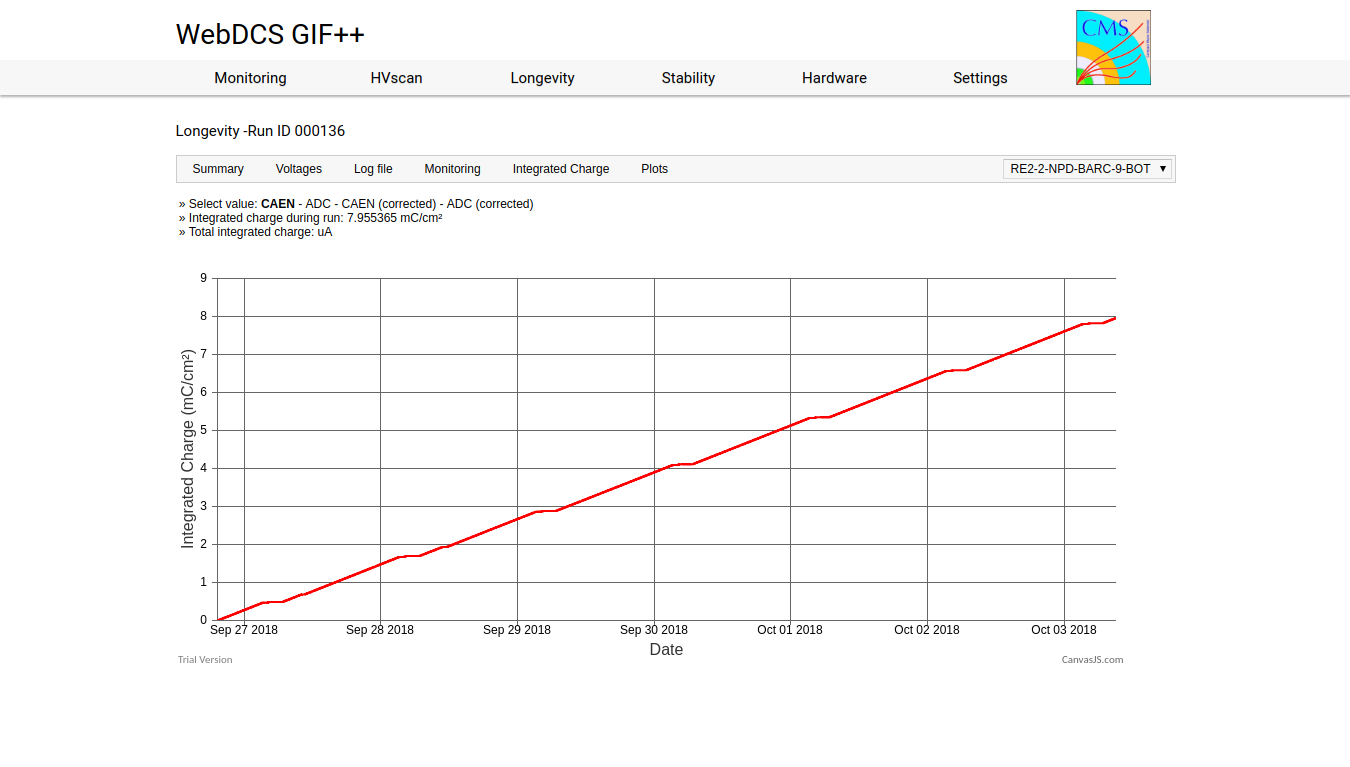 WebDCS GIF++
CMS
Monitoring HVscan Longevity Stability Hardware Settings
Longevity -Run ID 000136
Summary Voltages Log file Monitoring Integrated Charge Plots RE2-2-NPD-BARC-9-BOT ▼
» Select value: CAEN - ADC - CAEN (corrected) - ADC (corrected)
» Integrated charge during run: 7.955365 mC/cm²
» Total integrated charge: uA
Integrated Charge (mC/cm²)
9
8
7
6
5
4
3
2
1
0
Sep 27 2018 Sep 28 2018 Sep 29 2018 Sep 30 2018 Oct 01 2018 Oct 02 2018 Oct 03 2018
Date
Trial Version CanvasJS.com